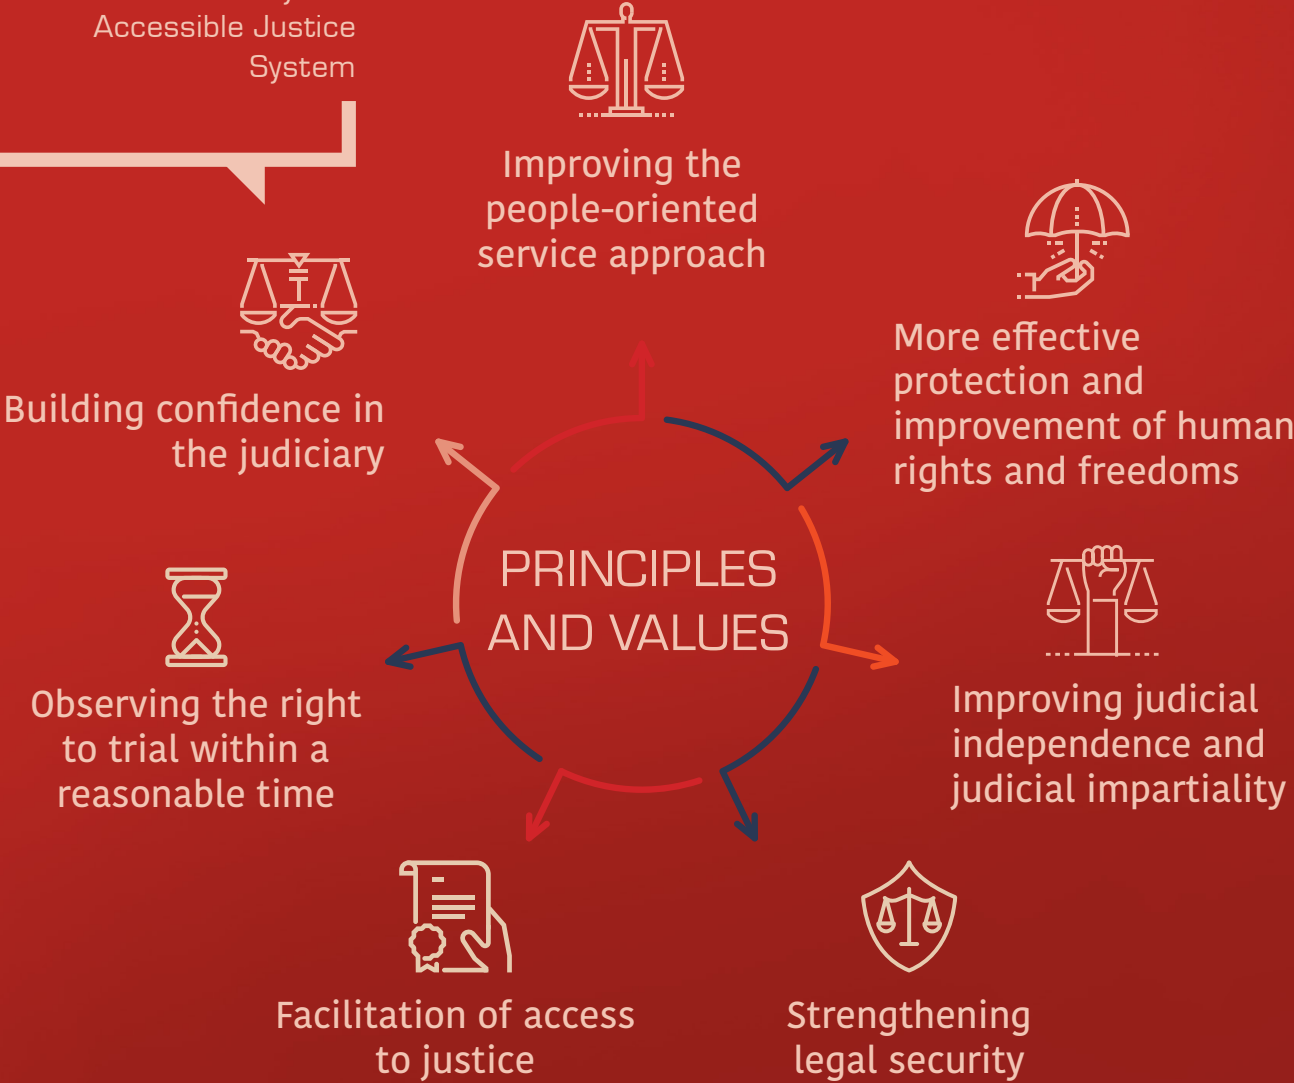 Accessible Justice
System
Improving the
people-oriented
service approach
More effective
protection and
improvement of human
rights and freedoms
Building confidence in
the judiciary
PRINCIPLES
AND VALUES
Improving judicial
independence and
judicial impartiality
Observing the right
to trial within a
reasonable time
Facilitation of access
to justice
Strengthening
legal security